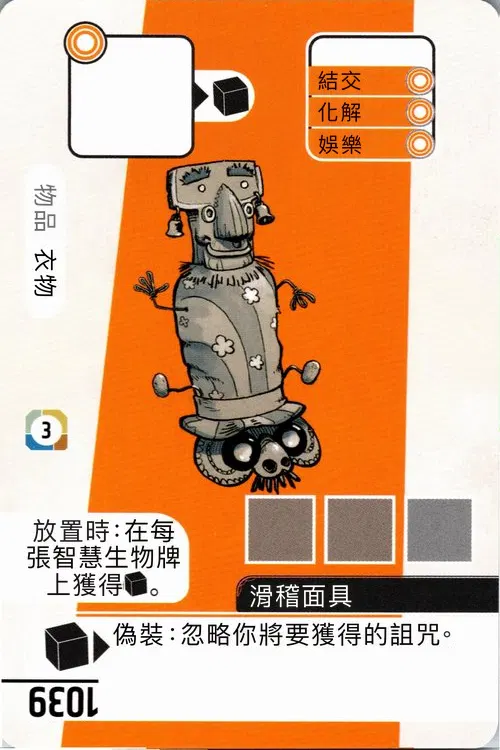 結交
化解
娛樂
物品 衣物
3
放置時：在每
張智慧生物牌
上獲得。
滑稽面具
偽裝：忽略你將要獲得的詛咒。
1039